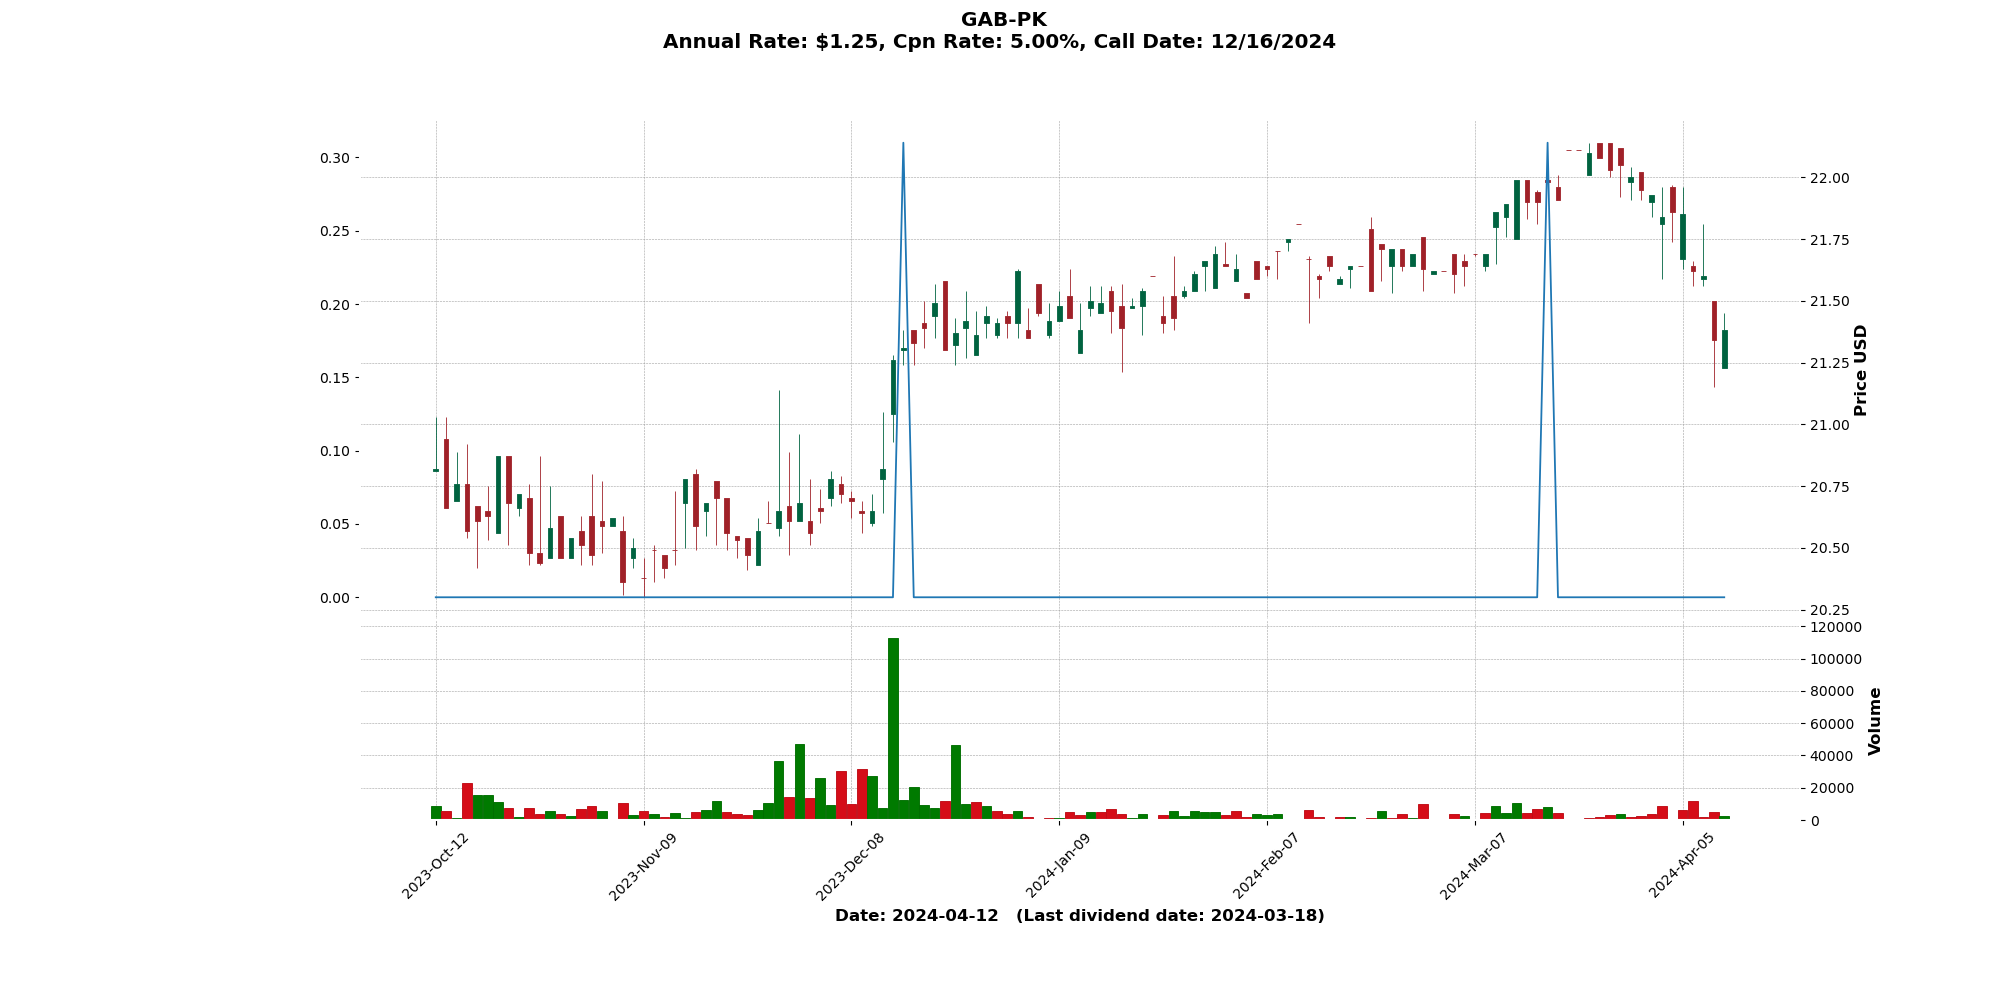 GAB-PK
Annual Rate: $1.25, Cpn Rate: 5.00%, Call Date: 12/16/2024
0.30
0.25
0.20
0.15
0.10
0.05
0.00
22.00
21.75
21.50
21.25
21.00
20.75
20.50
20.25
Price USD
120000
100000
80000
60000
40000
20000
0
Volume
2023-Oct-12
2023-Nov-09
2023-Dec-08
2024-Jan-09
2024-Feb-07
2024-Mar-07
2024-Apr-05
Date: 2024-04-12 (Last dividend date: 2024-03-18)